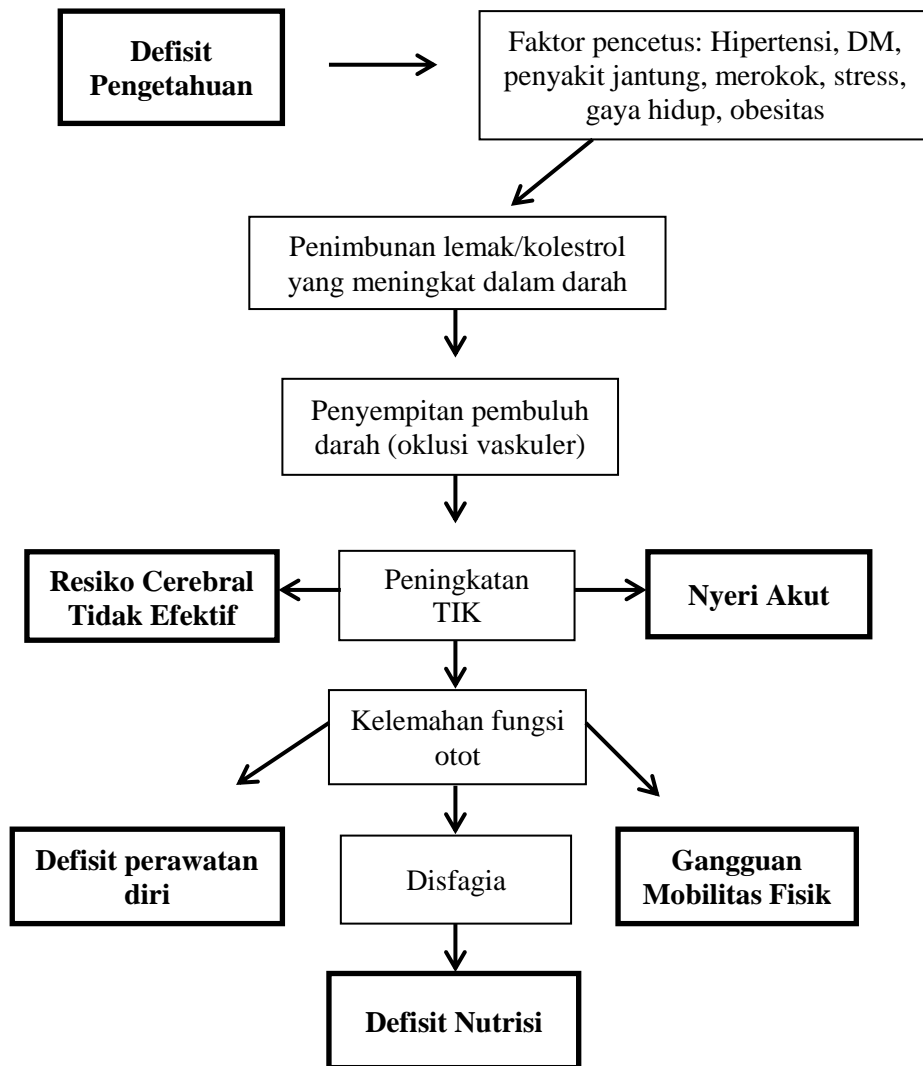 Defisit
Pengetahuan
Faktor pencetus: Hipertensi, DM,
penyakit jantung, merokok, stress,
gaya hidup, obesitas
Penimbunan lemak/kolestrol
yang meningkat dalam darah
Penyempitan pembuluh
darah (oklusi vaskuler)
Resiko Cerebral
Tidak Efektif
Peningkatan
TIK
Nyeri Akut
Kelemahan fungsi
otot
Defisit perawatan
diri
Disfagia
Gangguan
Mobilitas Fisik
Defisit Nutrisi